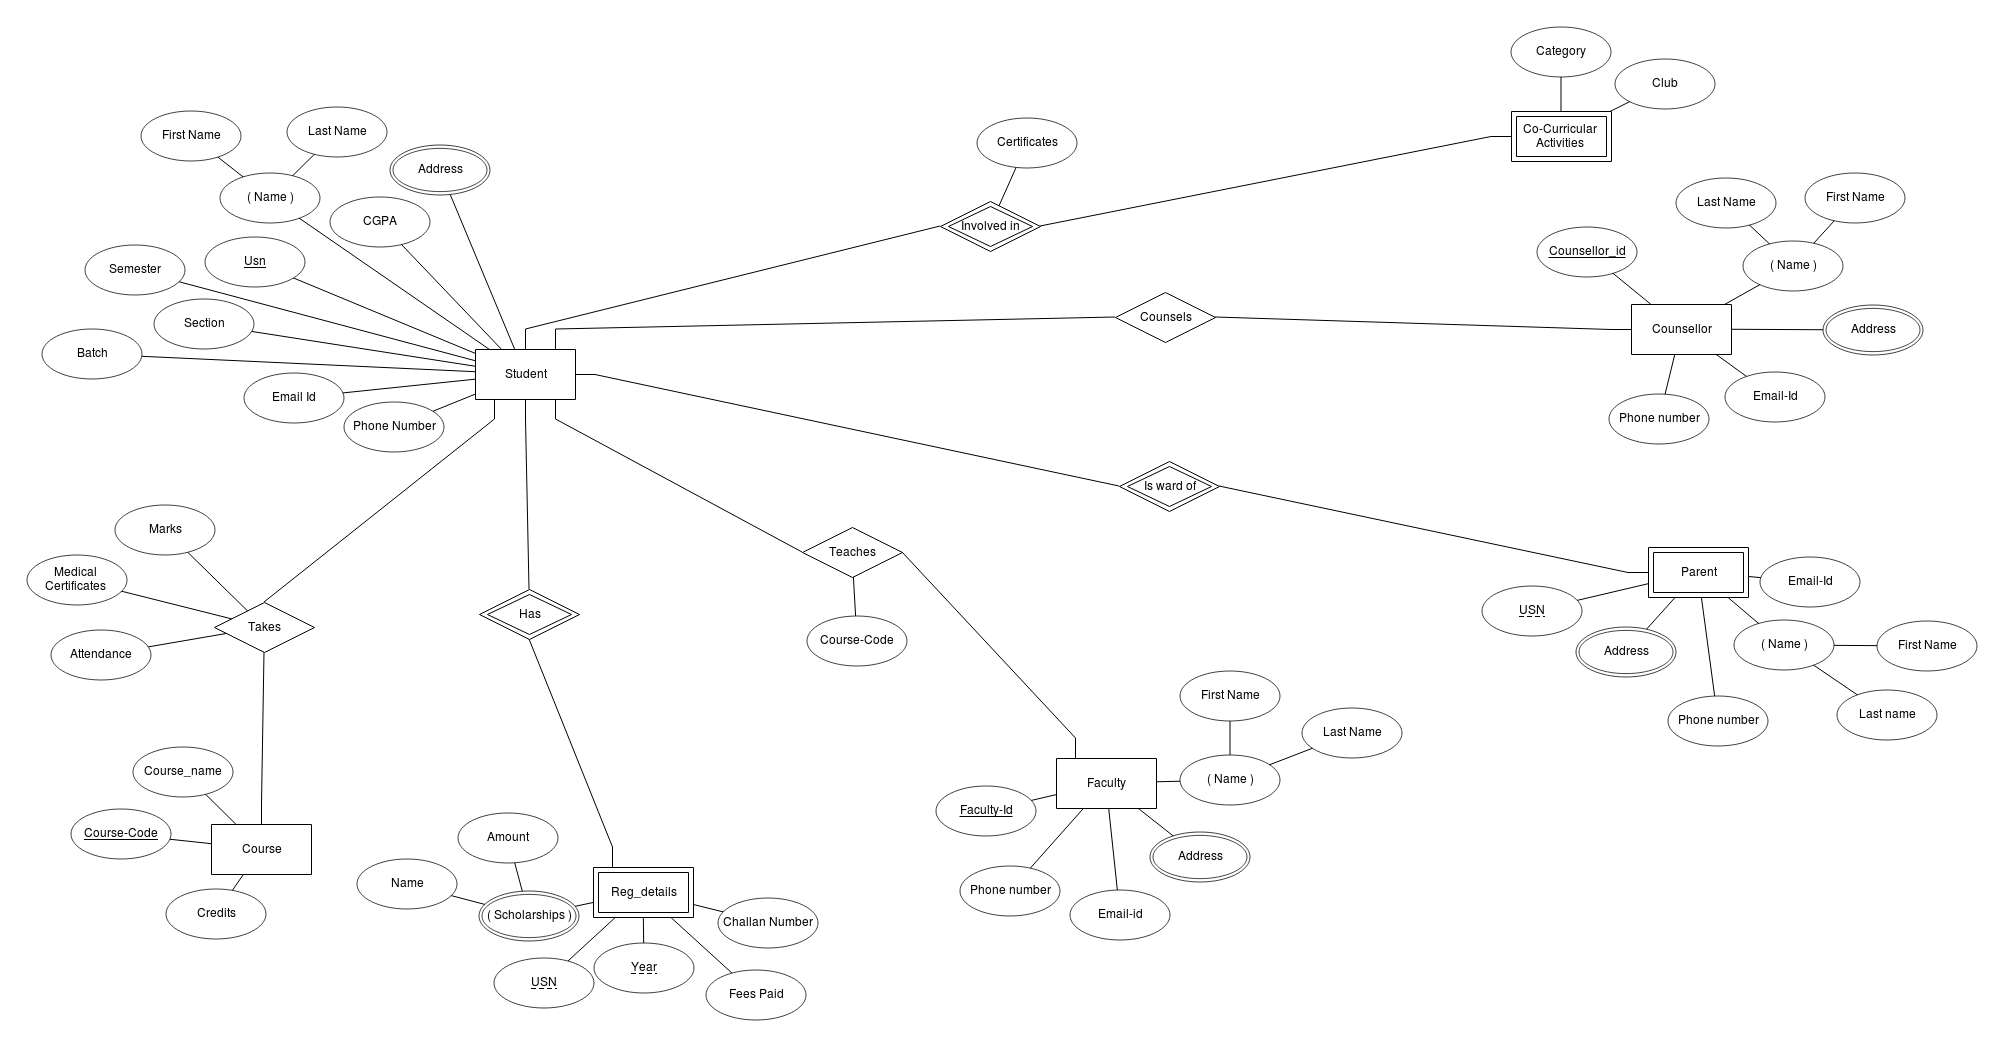 Category
Club
Co-Curricular
Activities
First Name
Last Name
( Name )
Address
CGPA
Usn
Semester
Section
Batch
Email Id
Phone Number
Student
Certificates
Involved in
Counsels
Last Name
First Name
Counsellor_id
( Name )
Counsellor
Address
Email-Id
Phone number
Is ward of
Parent
Email-Id
USN
Address
( Name )
First Name
Last name
Phone number
Marks
Medical
Certificates
Attendance
Takes
Has
Teaches
Course-Code
Course_name
Course-Code
Course
Credits
First Name
Last Name
( Name )
Faculty
Faculty-Id
Phone number
Email-id
Address
Amount
Name
( Scholarships )
Reg_details
Challan Number
USN
Year
Fees Paid